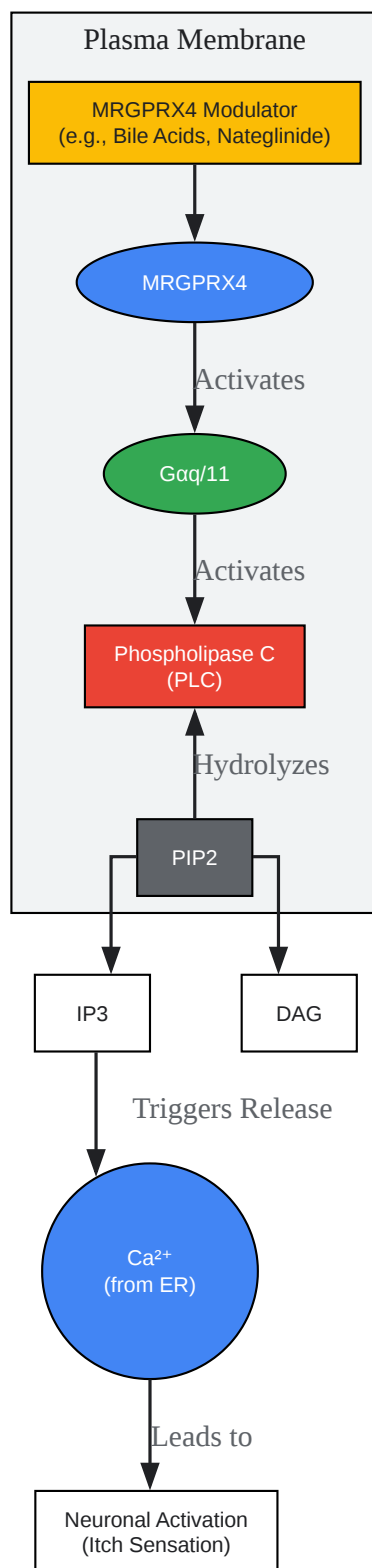 Plasma Membrane
MRGPRX4 Modulator
(e.g., Bile Acids, Nateglinide)
MRGPRX4
Activates
Gαq/11
Activates
Phospholipase C
(PLC)
Hydrolyzes
PIP2
IP3
DAG
Triggers Release
Ca²⁺
(from ER)
Leads to
Neuronal Activation
(Itch Sensation)